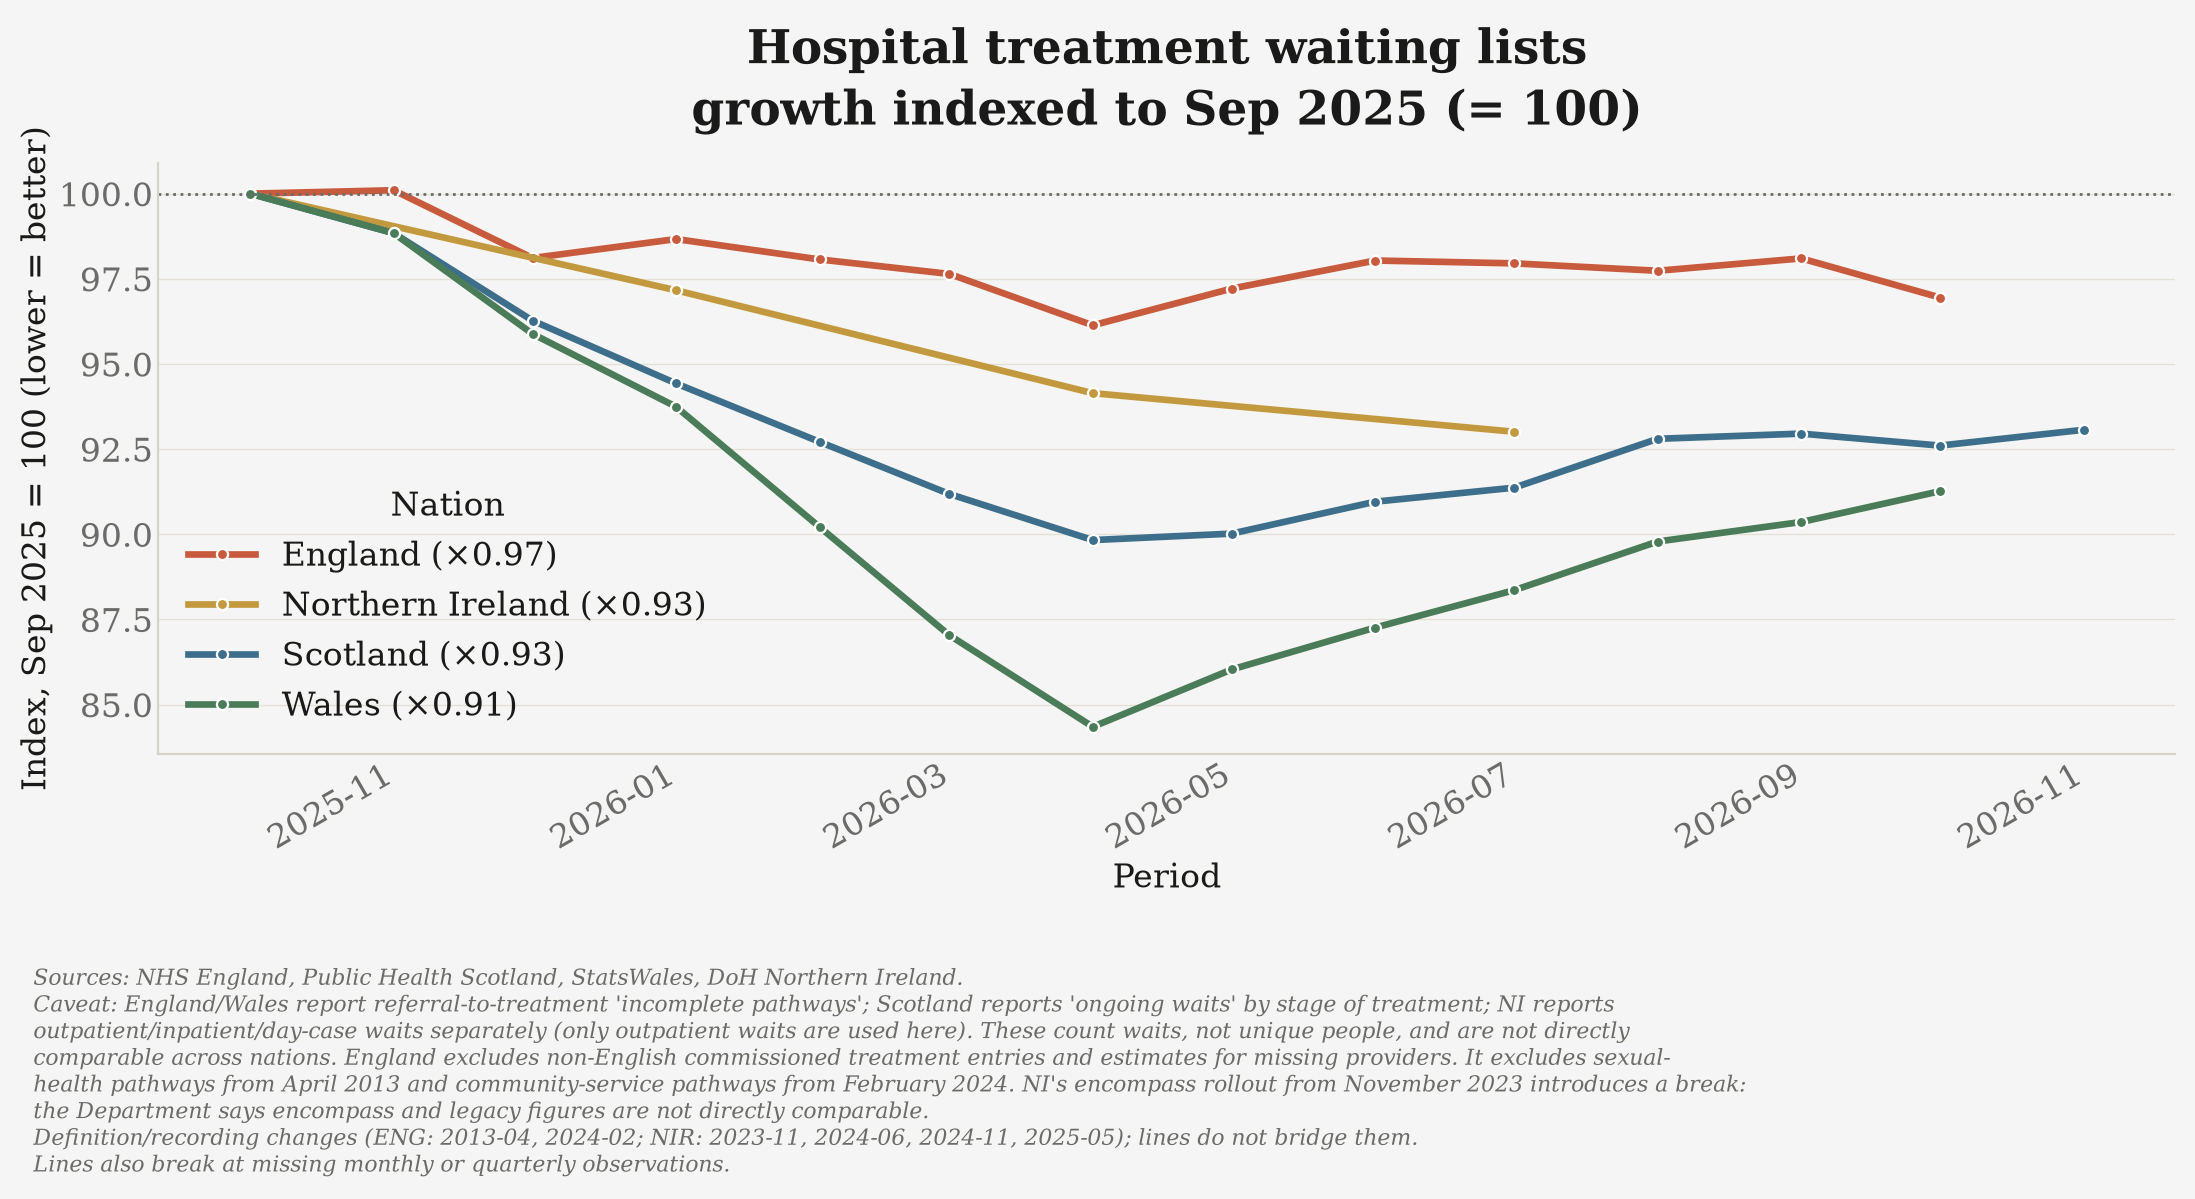 Hospital treatment waiting lists
growth indexed to Sep 2025 (= 100)
Index, Sep 2025 = 100 (lower = better)
100.0
97.5
95.0
92.5
90.0
87.5
85.0
Nation
England (×0.97)
Northern Ireland (×0.93)
Scotland (×0.93)
Wales (×0.91)
2025-11
2026-01
2026-03
2026-05
2026-07
2026-09
2026-11
Period
Sources: NHS England, Public Health Scotland, StatsWales, DoH Northern Ireland.
Caveat: England/Wales report referral-to-treatment 'incomplete pathways'; Scotland reports 'ongoing waits' by stage of treatment; NI reports
outpatient/inpatient/day-case waits separately (only outpatient waits are used here). These count waits, not unique people, and are not directly
comparable across nations. England excludes non-English commissioned treatment entries and estimates for missing providers. It excludes sexual-
health pathways from April 2013 and community-service pathways from February 2024. NI's encompass rollout from November 2023 introduces a break:
the Department says encompass and legacy figures are not directly comparable.
Definition/recording changes (ENG: 2013-04, 2024-02; NIR: 2023-11, 2024-06, 2024-11, 2025-05); lines do not bridge them.
Lines also break at missing monthly or quarterly observations.